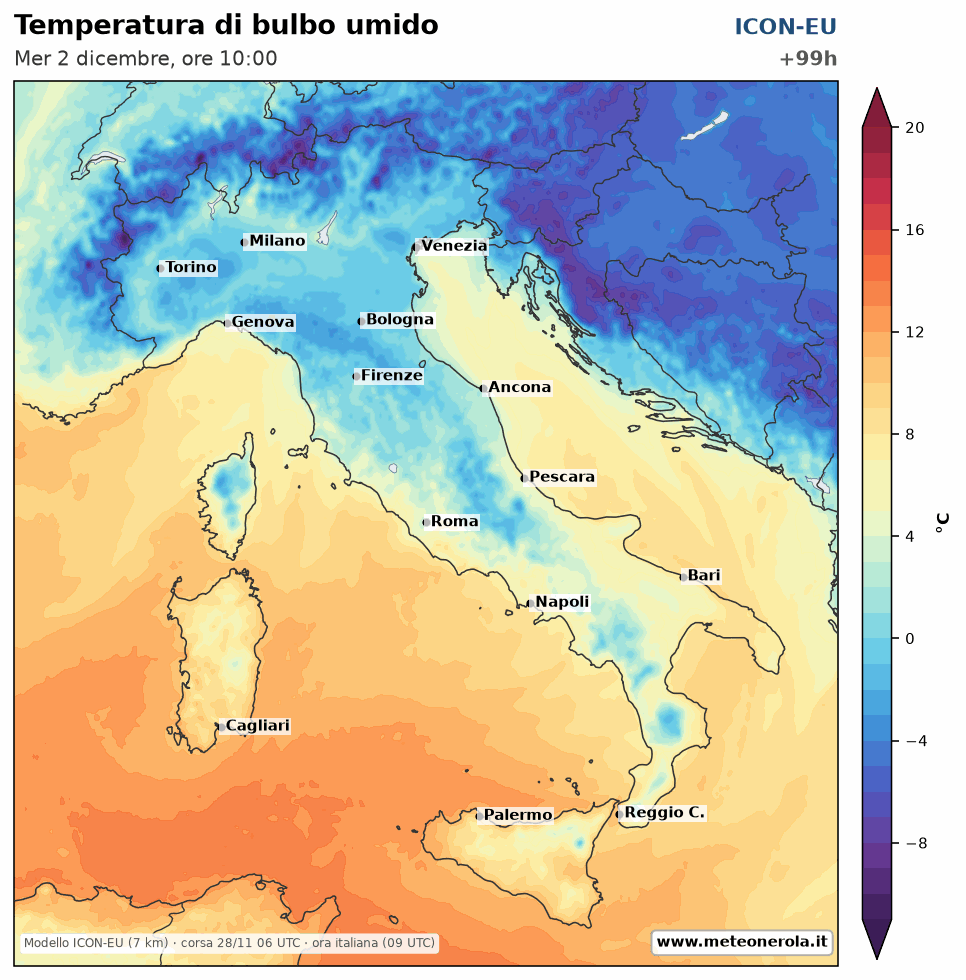 Temperatura di bulbo umido
ICON-EU
Mer 2 dicembre, ore 10:00
+99h
Milano
Venezia
Torino
Genova
Bologna
Firenze
Ancona
Pescara
Roma
Bari
Napoli
Cagliari
Palermo
Reggio C.
20
16
12
8
4
0
−4
−8
°C
Modello ICON-EU (7 km) · corsa 28/11 06 UTC · ora italiana (09 UTC)
www.meteonerola.it